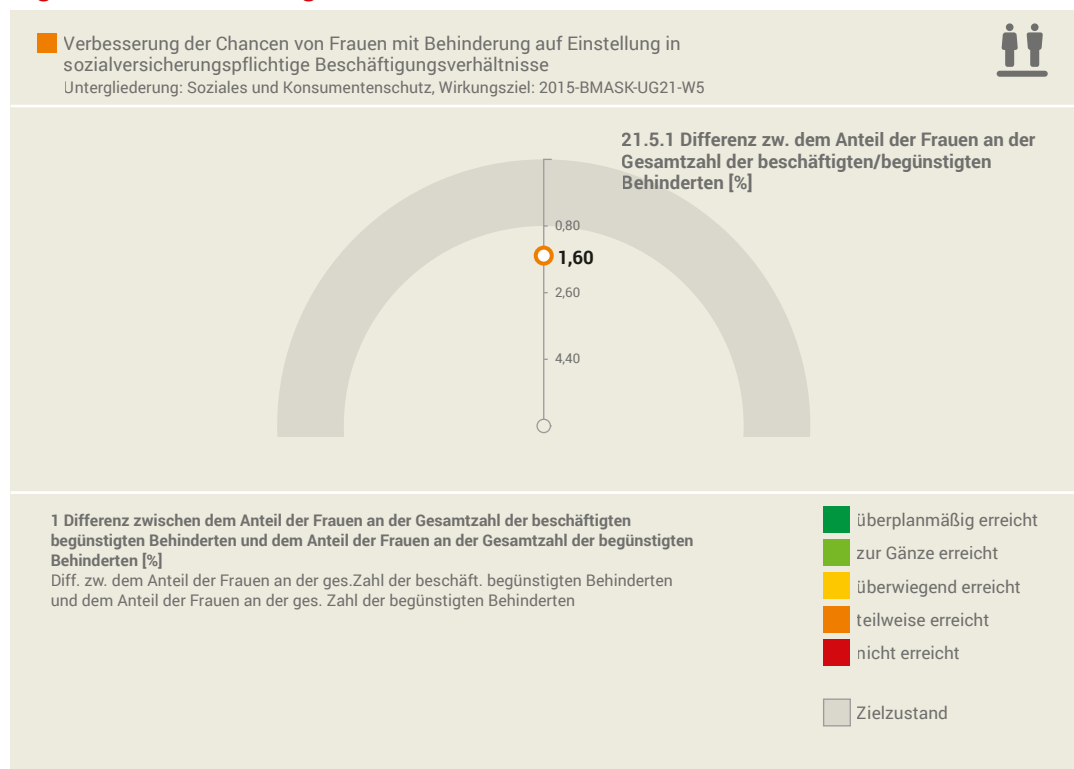 Verbesserung der Chancen von Frauen mit Behinderung auf Einstellung in
sozialversicherungspflichtige Beschäftigungsverhältnisse
Untergliederung: Soziales und Konsumentenschutz, Wirkungsziel: 2015-BMASK-UG21-W5
21.5.1 Differenz zw. dem Anteil der Frauen an der
Gesamtzahl der beschäftigten/begünstigten
Behinderten [%]
0,80
1,60
2,60
4,40
1 Differenz zwischen dem Anteil der Frauen an der Gesamtzahl der beschäftigten
begünstigten Behinderten und dem Anteil der Frauen an der Gesamtzahl der begünstigten
Behinderten [%]
Diff. zw. dem Anteil der Frauen an der ges.Zahl der beschäft. begünstigten Behinderten
und dem Anteil der Frauen an der ges. Zahl der begünstigten Behinderten
überplanmäßig erreicht
zur Gänze erreicht
überwiegend erreicht
teilweise erreicht
nicht erreicht
Zielzustand